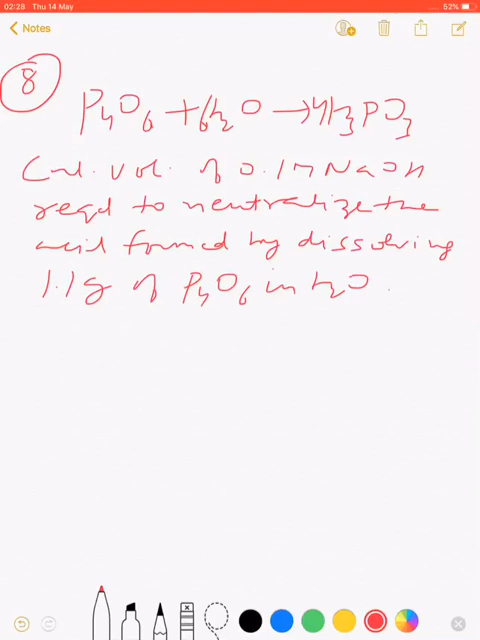 02:28 Thu 14 May 52%
Notes
8
P4O6 + 6H2O → 4H3PO3
Cal. vol. of 0.1M NaOH
reqd to neutralize the
acid formed by dissolving
1.1g of P4O6 in H2O.